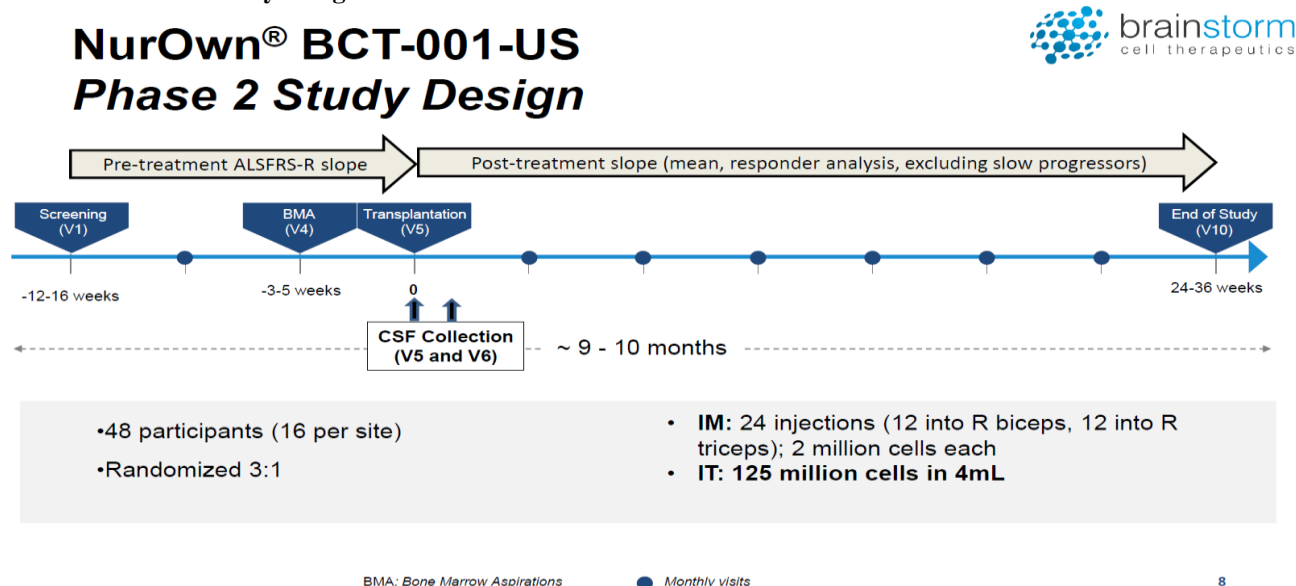 NurOwn® BCT-001-US
Phase 2 Study Design
brainstorm
cell therapeutics
Pre-treatment ALSFRS-R slope
Post-treatment slope (mean, responder analysis, excluding slow progressors)
Screening
(V1)
BMA
(V4)
Transplantation
(V5)
End of Study
(V10)
-12-16 weeks
-3-5 weeks
0
24-36 weeks
CSF Collection
(V5 and V6)
~ 9 - 10 months
•48 participants (16 per site)
•Randomized 3:1
• IM: 24 injections (12 into R biceps, 12 into R
triceps); 2 million cells each
• IT: 125 million cells in 4mL
BMA: Bone Marrow Aspirations
Monthly visits
8